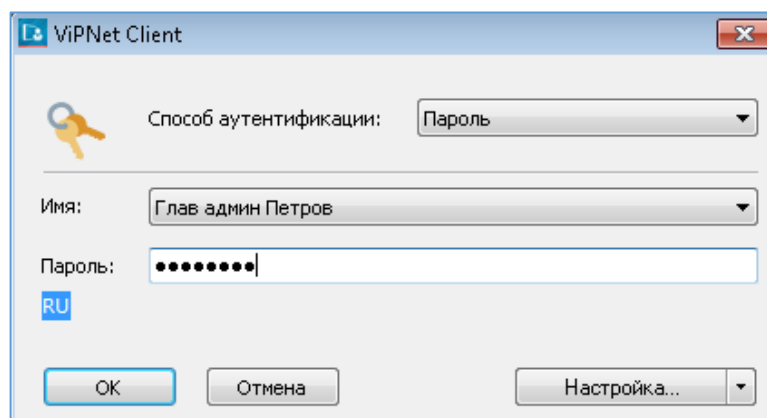 ViPNet Client
Способ аутентификации: Пароль
Имя: Глав админ Петров
Пароль: ●●●●●●●●
RU
OK Отмена Настройка...